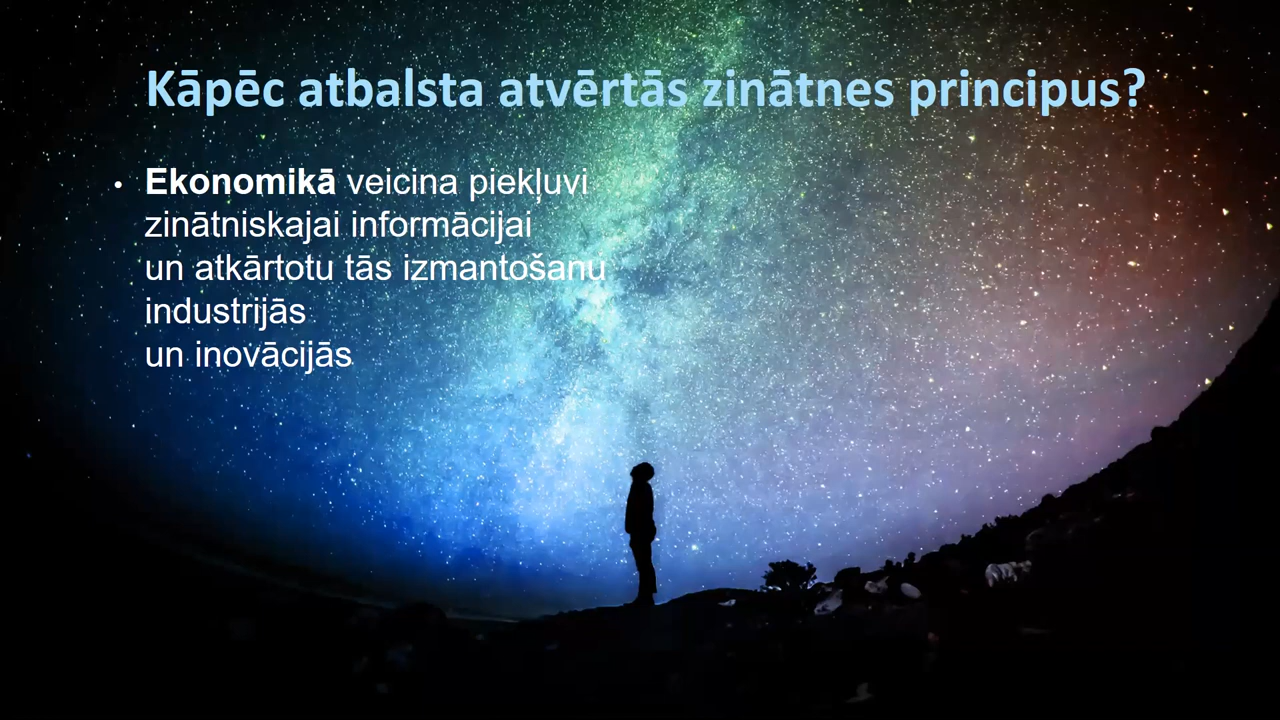 Kāpēc atbalsta atvērtās zinātnes principus?
• Ekonomikā veicina piekļuvi
zinātniskajai informācijai
un atkārtotu tās izmantošanu
industrijās
un inovācijās